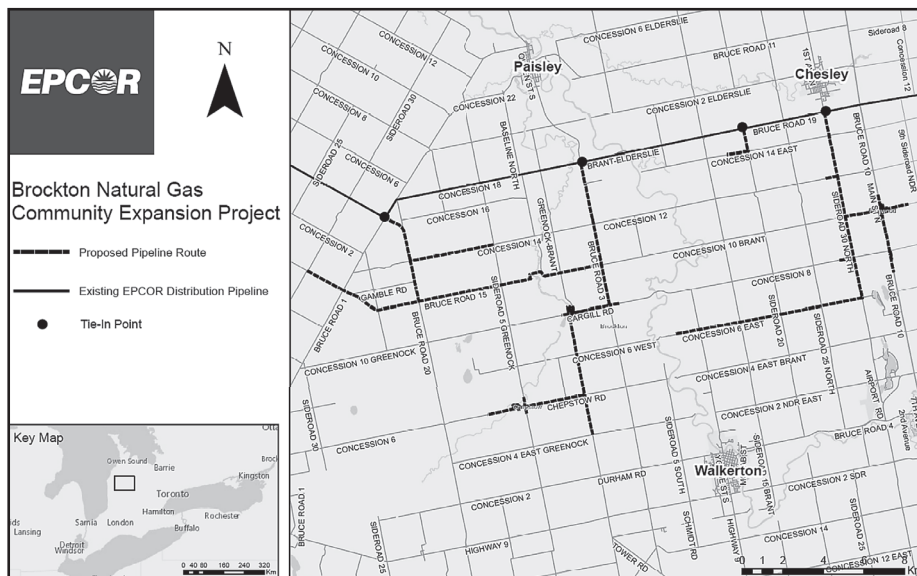 EPCOR
N
Brockton Natural Gas
Community Expansion Project
Proposed Pipeline Route
Existing EPCOR Distribution Pipeline
Tie-In Point
Key Map
Owen Sound
Barrie
Kingston
Toronto
Hamilton
Rochester
Sarnia
London
Buffalo
Lansing
Detroit
Windsor
0 40 80 160 240 320
Km
CONCESSION 6 ELDERSLIE
Sideroad 8
CONCESSION 12
BRUCE ROAD 11
Concession 12
CONCESSION 10
Paisley
Chesley
SIDEROAD 30
CONCESSION 22
CONCESSION 2 ELDERSLIE
CONCESSION 8
BASELINE NORTH
BRUCE ROAD 19
BRUCE ROAD 10
SIDEROAD 25
CONCESSION 6
BRANT-ELDERSLIE
CONCESSION 14 EAST
9th Sideroad NDR
CONCESSION 18
CONCESSION 16
GREENOCK-BRANT
CONCESSION 12
SIDEROAD 30 NORTH
MAIN ST N
CONCESSION 2
CONCESSION 14
BRUCE ROAD 3
CONCESSION 10 BRANT
GAMBLE RD
CONCESSION 8
BRUCE ROAD 15
SIDEROAD 5 GREENOCK
BRUCE ROAD 1
CARGILL RD
BRUCE ROAD 10
BRUCE ROAD 20
SIDEROAD 20
CONCESSION 6 EAST
CONCESSION 10 GREENOCK
CONCESSION 6 WEST
SIDEROAD 25 NORTH
CONCESSION 4 EAST BRANT
AIRPORT RD
SIDEROAD 30
CHEPSTOW RD
CONCESSION 2 NDR EAST
2nd Avenue
CONCESSION 6
BRUCE ROAD 4
CONCESSION 4 EAST GREENOCK
SIDEROAD 5 SOUTH
Walkerton
DURHAM RD
CONCESSION 2 SDR
CONCESSION 2
BRUCE ROAD 1
SIDEROAD 25
SCHMIDT RD
HIGHWAY 9
CONCESSION 14
SIDEROAD 25
HIGHWAY 9
TOWER RD
CONCESSION 12 EAST
0 1 2 4 6 8